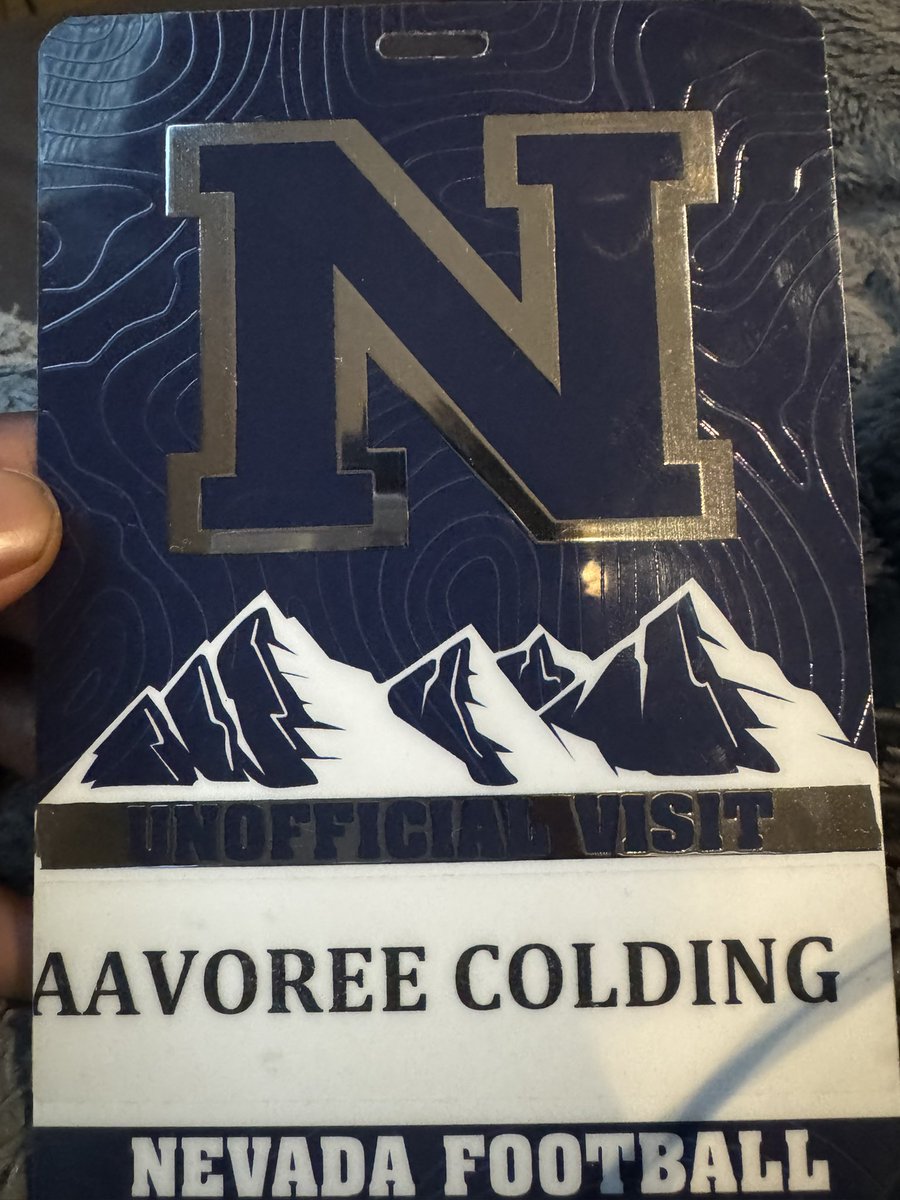 N
UNOFFICIAL VISIT
AAVOREE COLDING
NEVADA FOOTBALL